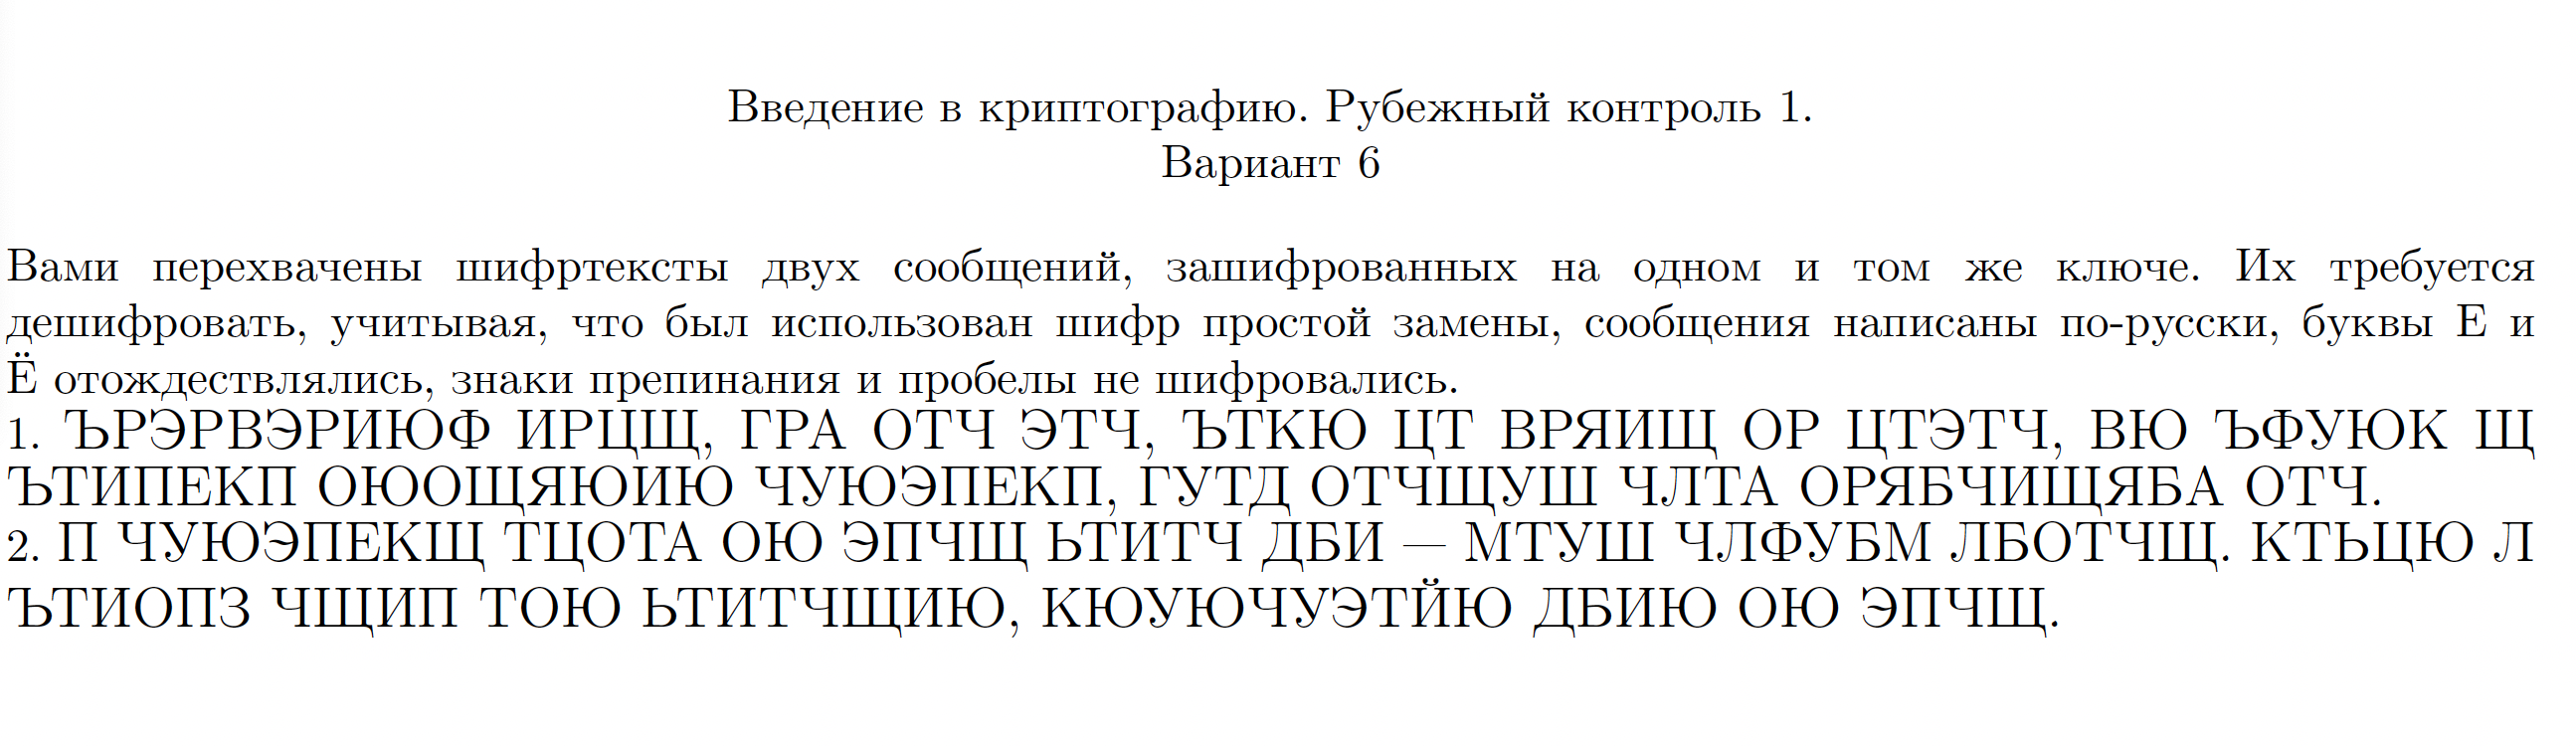 Введение в криптографию. Рубежный контроль 1.
Вариант 6
Вами перехвачены шифртексты двух сообщений, зашифрованных на одном и том же ключе. Их требуется
дешифровать, учитывая, что был использован шифр простой замены, сообщения написаны по-русски, буквы Е и
Ё отождествлялись, знаки препинания и пробелы не шифровались.
1. ЪРЭРВЭРИЮФ ИРЦЩ, ГРА ОТЧ ЭТЧ, ЪТКЮ ЦТ ВРЯИЩ ОР ЦТЭТЧ, ВЮ ЪФУЮК Щ
ЪТИПЕКП ОЮОЩЯЮИЮ ЧУЮЭПЕКП, ГУТД ОТЧЩУШ ЧЛТА ОРЯБЧИЩЯБА ОТЧ.
2. П ЧУЮЭПЕКЩ ТЦОТА ОЮ ЭПЧЩ ЬТИТЧ ДБИ — МТУШ ЧЛФУБМ ЛБОТЧЩ. КТЬЦЮ Л
ЪТИОПЗ ЧЩИП ТОЮ ЬТИТЧЩИЮ, КЮУЮЧУЭТЙЮ ДБИЮ ОЮ ЭПЧЩ.